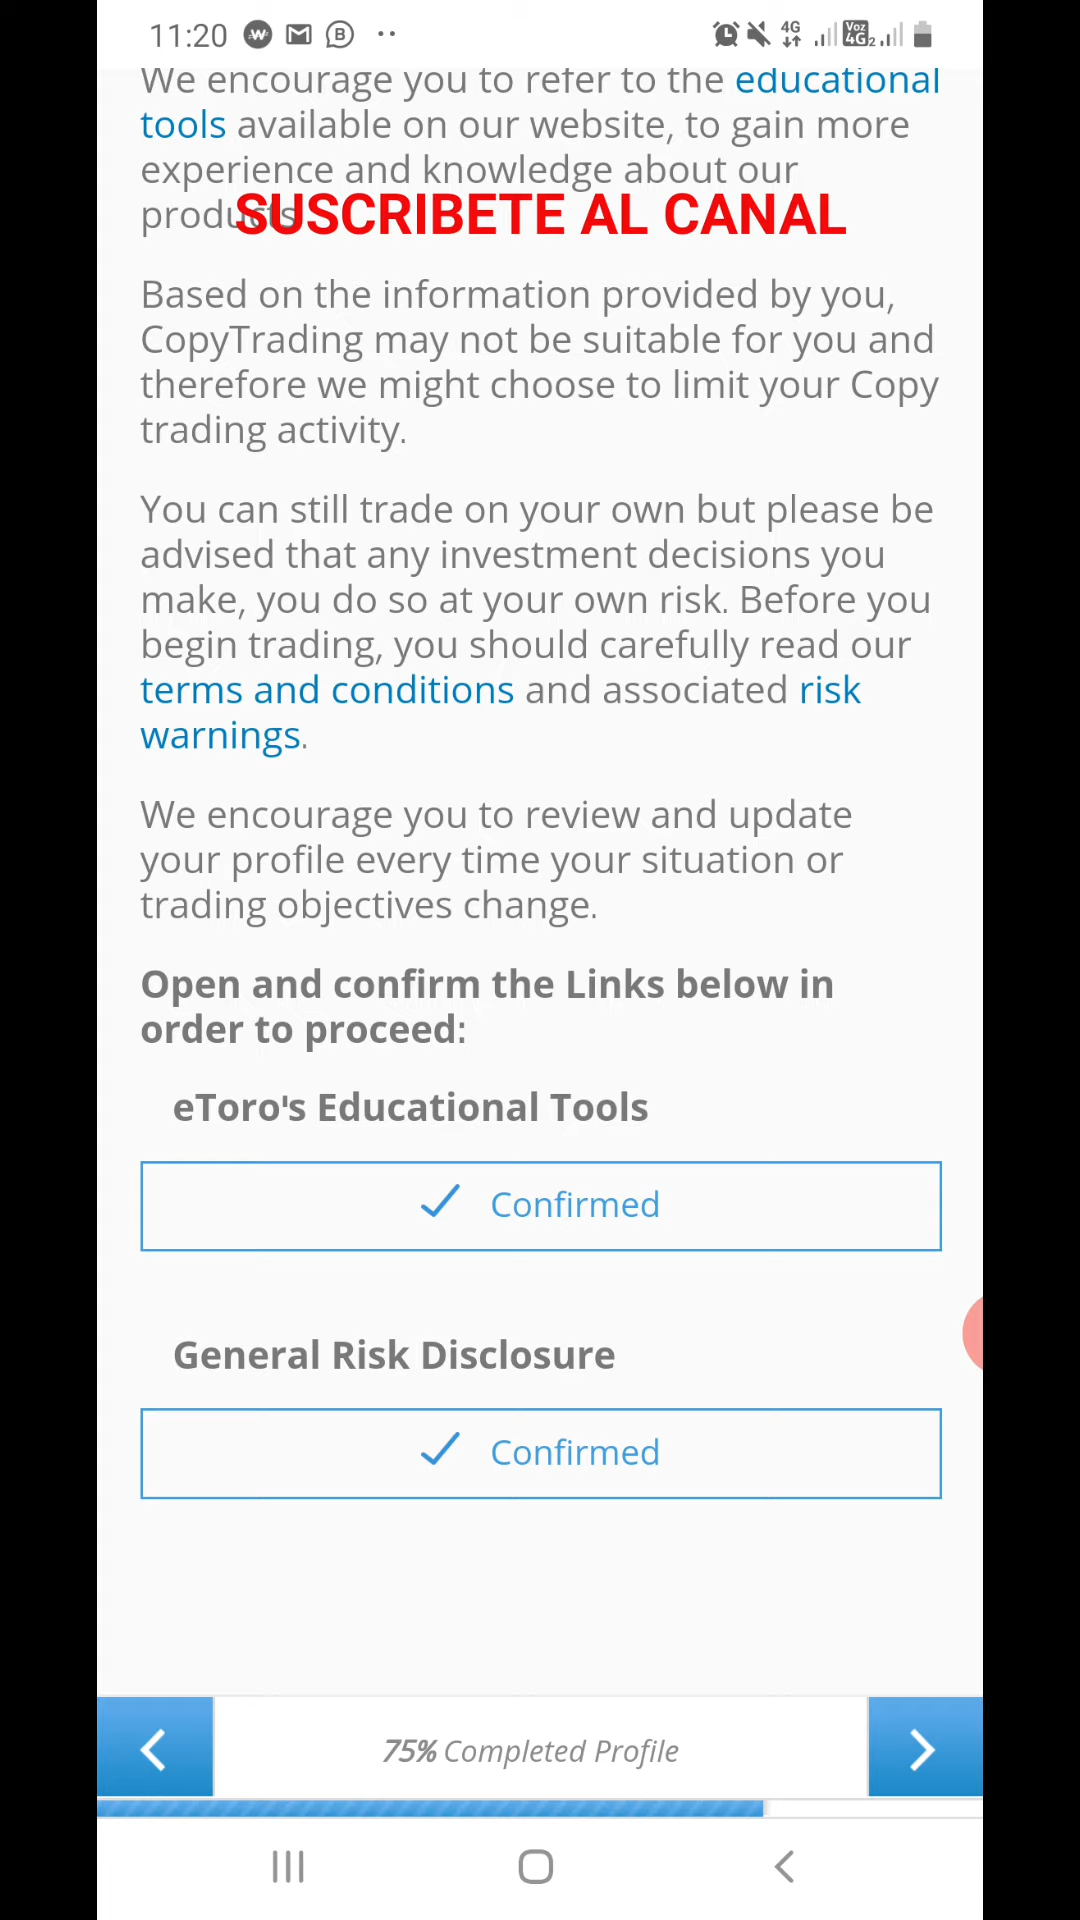 11:20
4G
Voz
4G 2
We encourage you to refer to the educational
tools available on our website, to gain more
experience and knowledge about our
products
SUSCRIBETE AL CANAL
Based on the information provided by you,
CopyTrading may not be suitable for you and
therefore we might choose to limit your Copy
trading activity.
You can still trade on your own but please be
advised that any investment decisions you
make, you do so at your own risk. Before you
begin trading, you should carefully read our
terms and conditions and associated risk
warnings.
We encourage you to review and update
your profile every time your situation or
trading objectives change.
Open and confirm the Links below in
order to proceed:
eToro's Educational Tools
Confirmed
General Risk Disclosure
Confirmed
75% Completed Profile